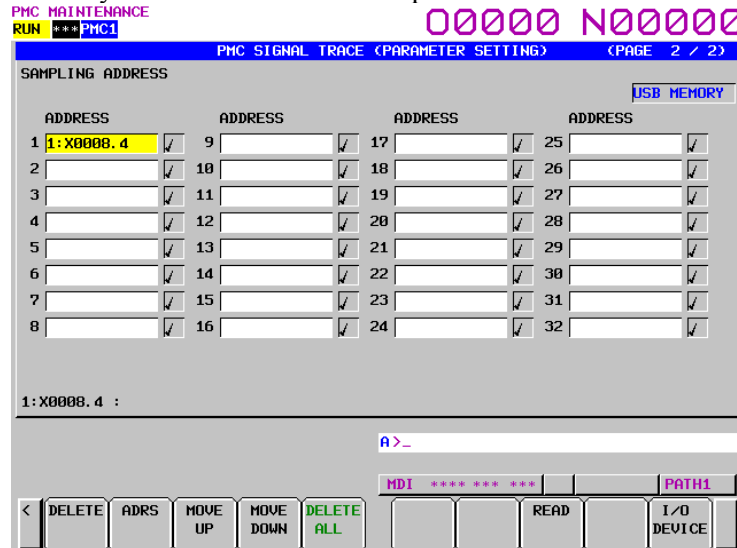 PMC MAINTENANCE
O0000 N00000
RUN ***PMC1
PMC SIGNAL TRACE (PARAMETER SETTING) (PAGE 2 / 2)
SAMPLING ADDRESS
USB MEMORY
ADDRESS ADDRESS ADDRESS ADDRESS
1 1:X0008.4 9 17 25
2 10 18 26
3 11 19 27
4 12 20 28
5 13 21 29
6 14 22 30
7 15 23 31
8 16 24 32
1:X0008.4 :
A>_
MDI **** *** *** PATH1
< DELETE ADRS MOVE UP MOVE DOWN DELETE ALL READ I/O DEVICE